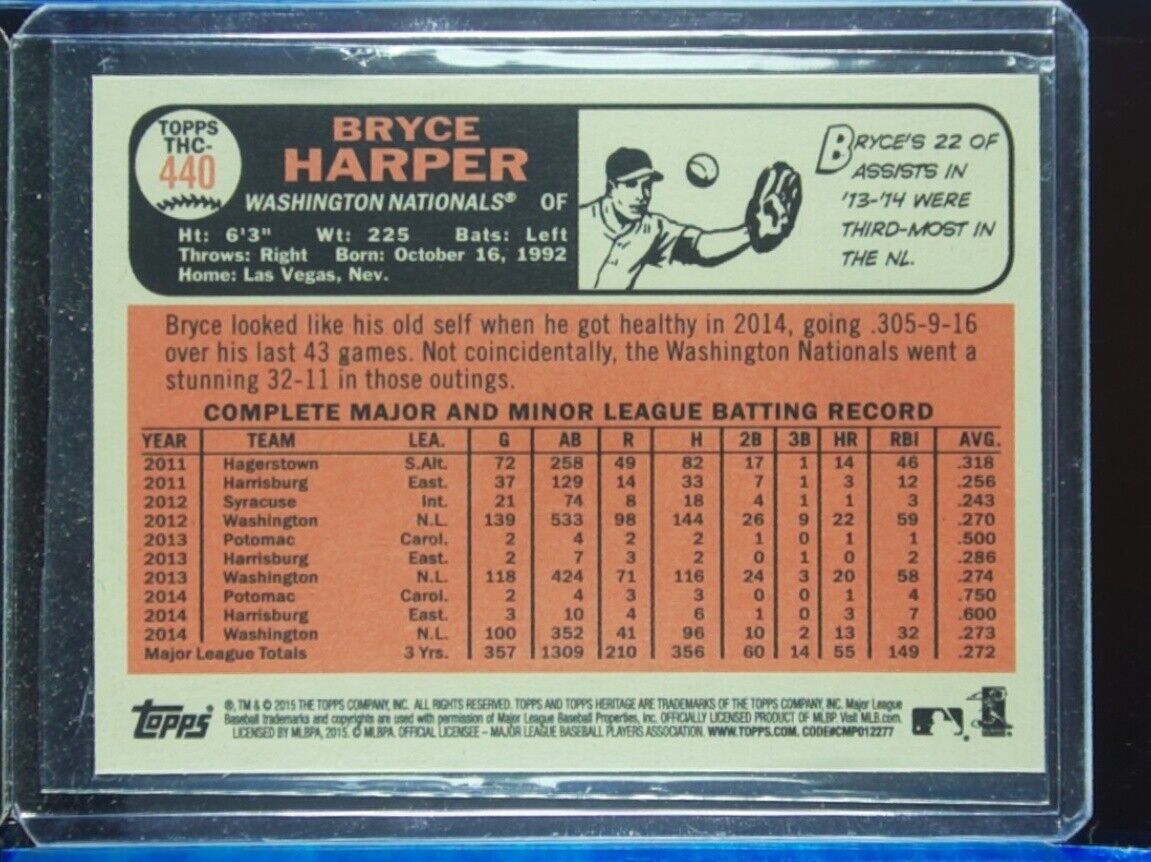 TOPPS
THC-
440
BRYCE
HARPER
WASHINGTON NATIONALS® OF
Ht: 6'3" Wt: 225 Bats: Left
Throws: Right Born: October 16, 1992
Home: Las Vegas, Nev.
BRYCE'S 22 OF
ASSISTS IN
'13-'14 WERE
THIRD-MOST IN
THE NL.
Bryce looked like his old self when he got healthy in 2014, going .305-9-16
over his last 43 games. Not coincidentally, the Washington Nationals went a
stunning 32-11 in those outings.
COMPLETE MAJOR AND MINOR LEAGUE BATTING RECORD
YEAR TEAM LEA. G AB R H 2B 3B HR RBI AVG.
2011 Hagerstown S.Alt. 72 258 49 82 17 1 14 46 .318
2011 Harrisburg East. 37 129 14 33 7 1 3 12 .256
2012 Syracuse Int. 21 74 8 18 4 1 1 3 .243
2012 Washington N.L. 139 533 98 144 26 9 22 59 .270
2013 Potomac Carol. 2 4 2 2 1 0 1 1 .500
2013 Harrisburg East. 2 7 3 2 0 1 0 2 .286
2013 Washington N.L. 118 424 71 116 24 3 20 58 .274
2014 Potomac Carol. 2 4 3 3 0 0 1 4 .750
2014 Harrisburg East. 3 10 4 6 1 0 3 7 .600
2014 Washington N.L. 100 352 41 96 10 2 13 32 .273
Major League Totals 3 Yrs. 357 1309 210 356 60 14 55 149 .272
TOPPS®
®, TM & © 2015 THE TOPPS COMPANY, INC. ALL RIGHTS RESERVED. TOPPS AND TOPPS HERITAGE ARE TRADEMARKS OF THE TOPPS COMPANY, INC. Major League
Baseball trademarks and copyrights are used with permission of Major League Baseball Properties, Inc. OFFICIALLY LICENSED PRODUCT OF MLBP. Visit MLB.com.
LICENSED BY MLBPA, 2015. © MLBPA. OFFICIAL LICENSEE – MAJOR LEAGUE BASEBALL PLAYERS ASSOCIATION. WWW.TOPPS.COM. CODE#CMP012277